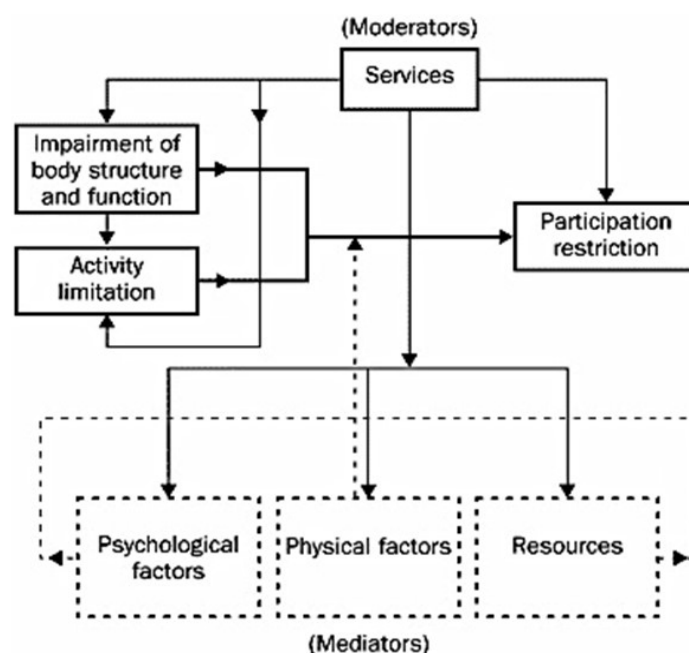 (Moderators)
Services
Impairment of
body structure
and function
Participation
restriction
Activity
limitation
Psychological
factors
Physical factors
Resources
(Mediators)